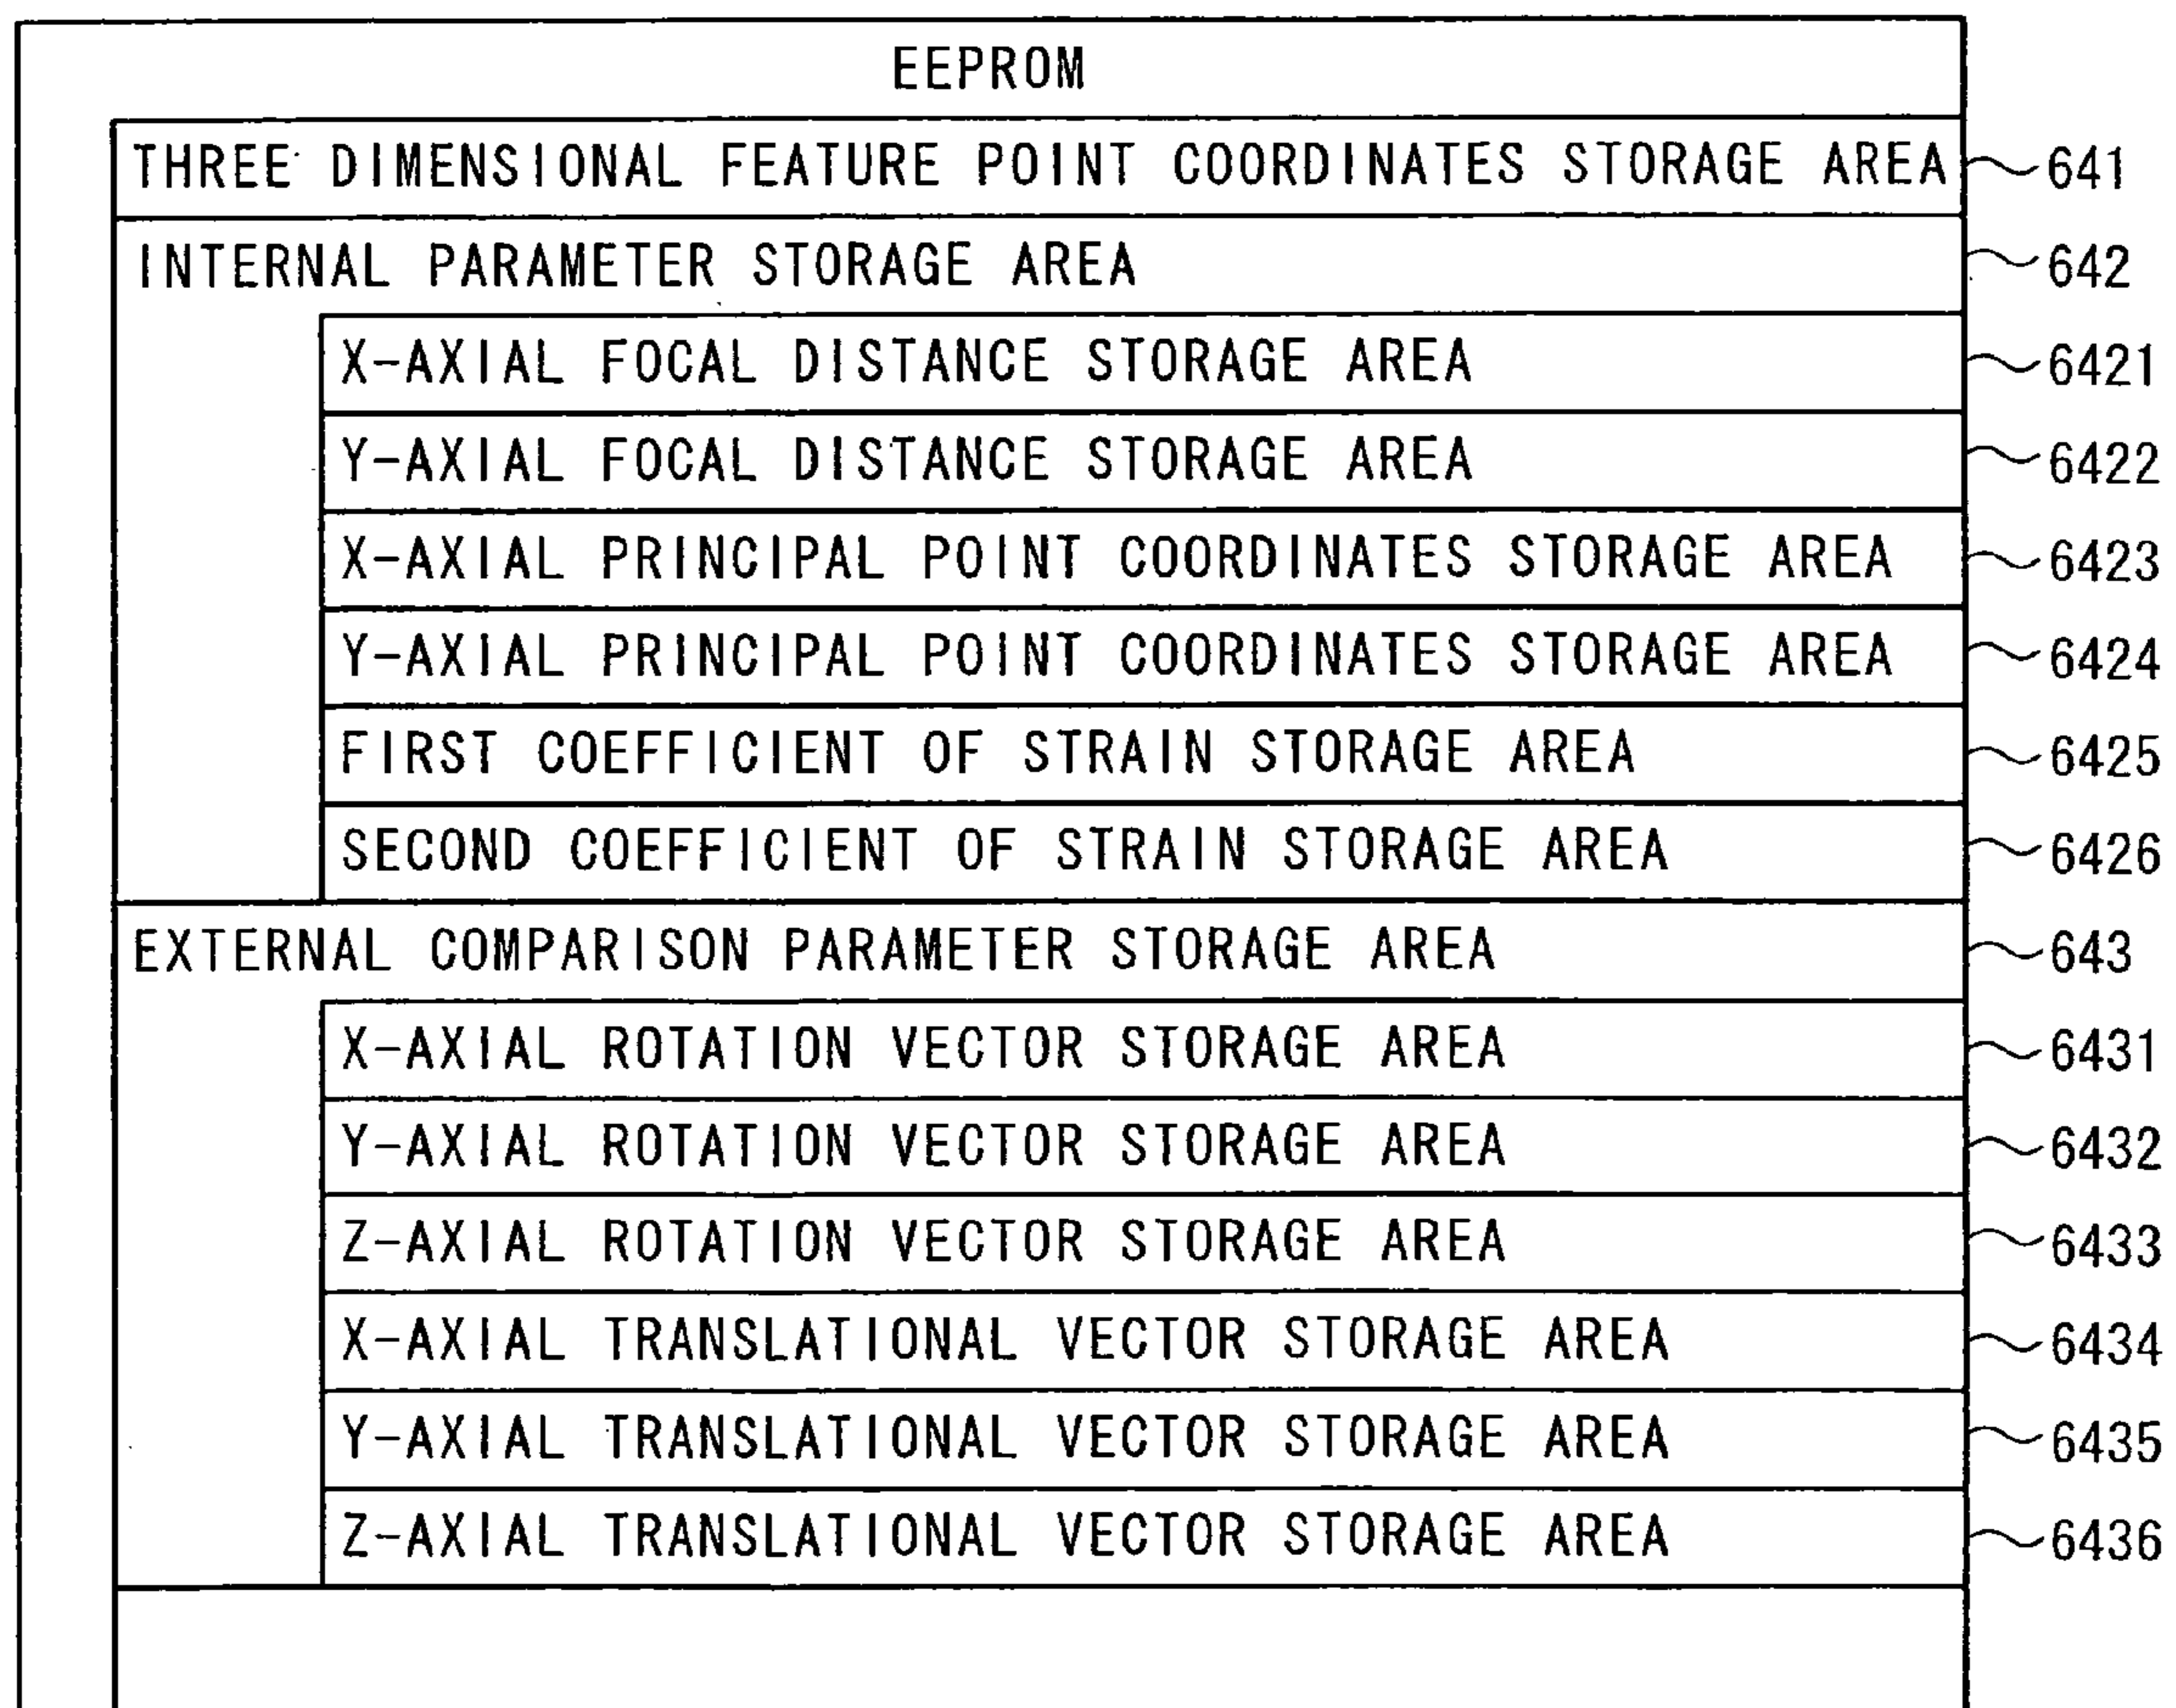 EEPROM
THREE DIMENSIONAL FEATURE POINT COORDINATES STORAGE AREA 641
INTERNAL PARAMETER STORAGE AREA 642
X-AXIAL FOCAL DISTANCE STORAGE AREA 6421
Y-AXIAL FOCAL DISTANCE STORAGE AREA 6422
X-AXIAL PRINCIPAL POINT COORDINATES STORAGE AREA 6423
Y-AXIAL PRINCIPAL POINT COORDINATES STORAGE AREA 6424
FIRST COEFFICIENT OF STRAIN STORAGE AREA 6425
SECOND COEFFICIENT OF STRAIN STORAGE AREA 6426
EXTERNAL COMPARISON PARAMETER STORAGE AREA 643
X-AXIAL ROTATION VECTOR STORAGE AREA 6431
Y-AXIAL ROTATION VECTOR STORAGE AREA 6432
Z-AXIAL ROTATION VECTOR STORAGE AREA 6433
X-AXIAL TRANSLATIONAL VECTOR STORAGE AREA 6434
Y-AXIAL TRANSLATIONAL VECTOR STORAGE AREA 6435
Z-AXIAL TRANSLATIONAL VECTOR STORAGE AREA 6436